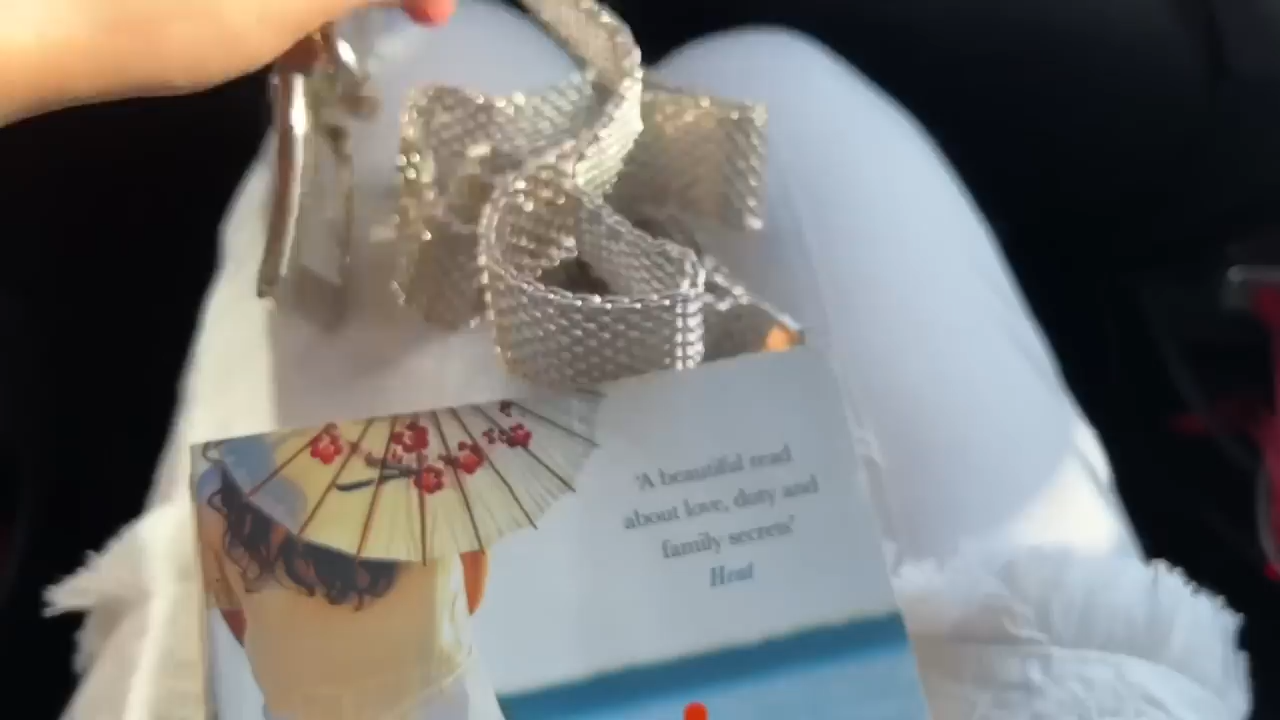 'A beautiful read
about love, duty and
family secrets'
Heat